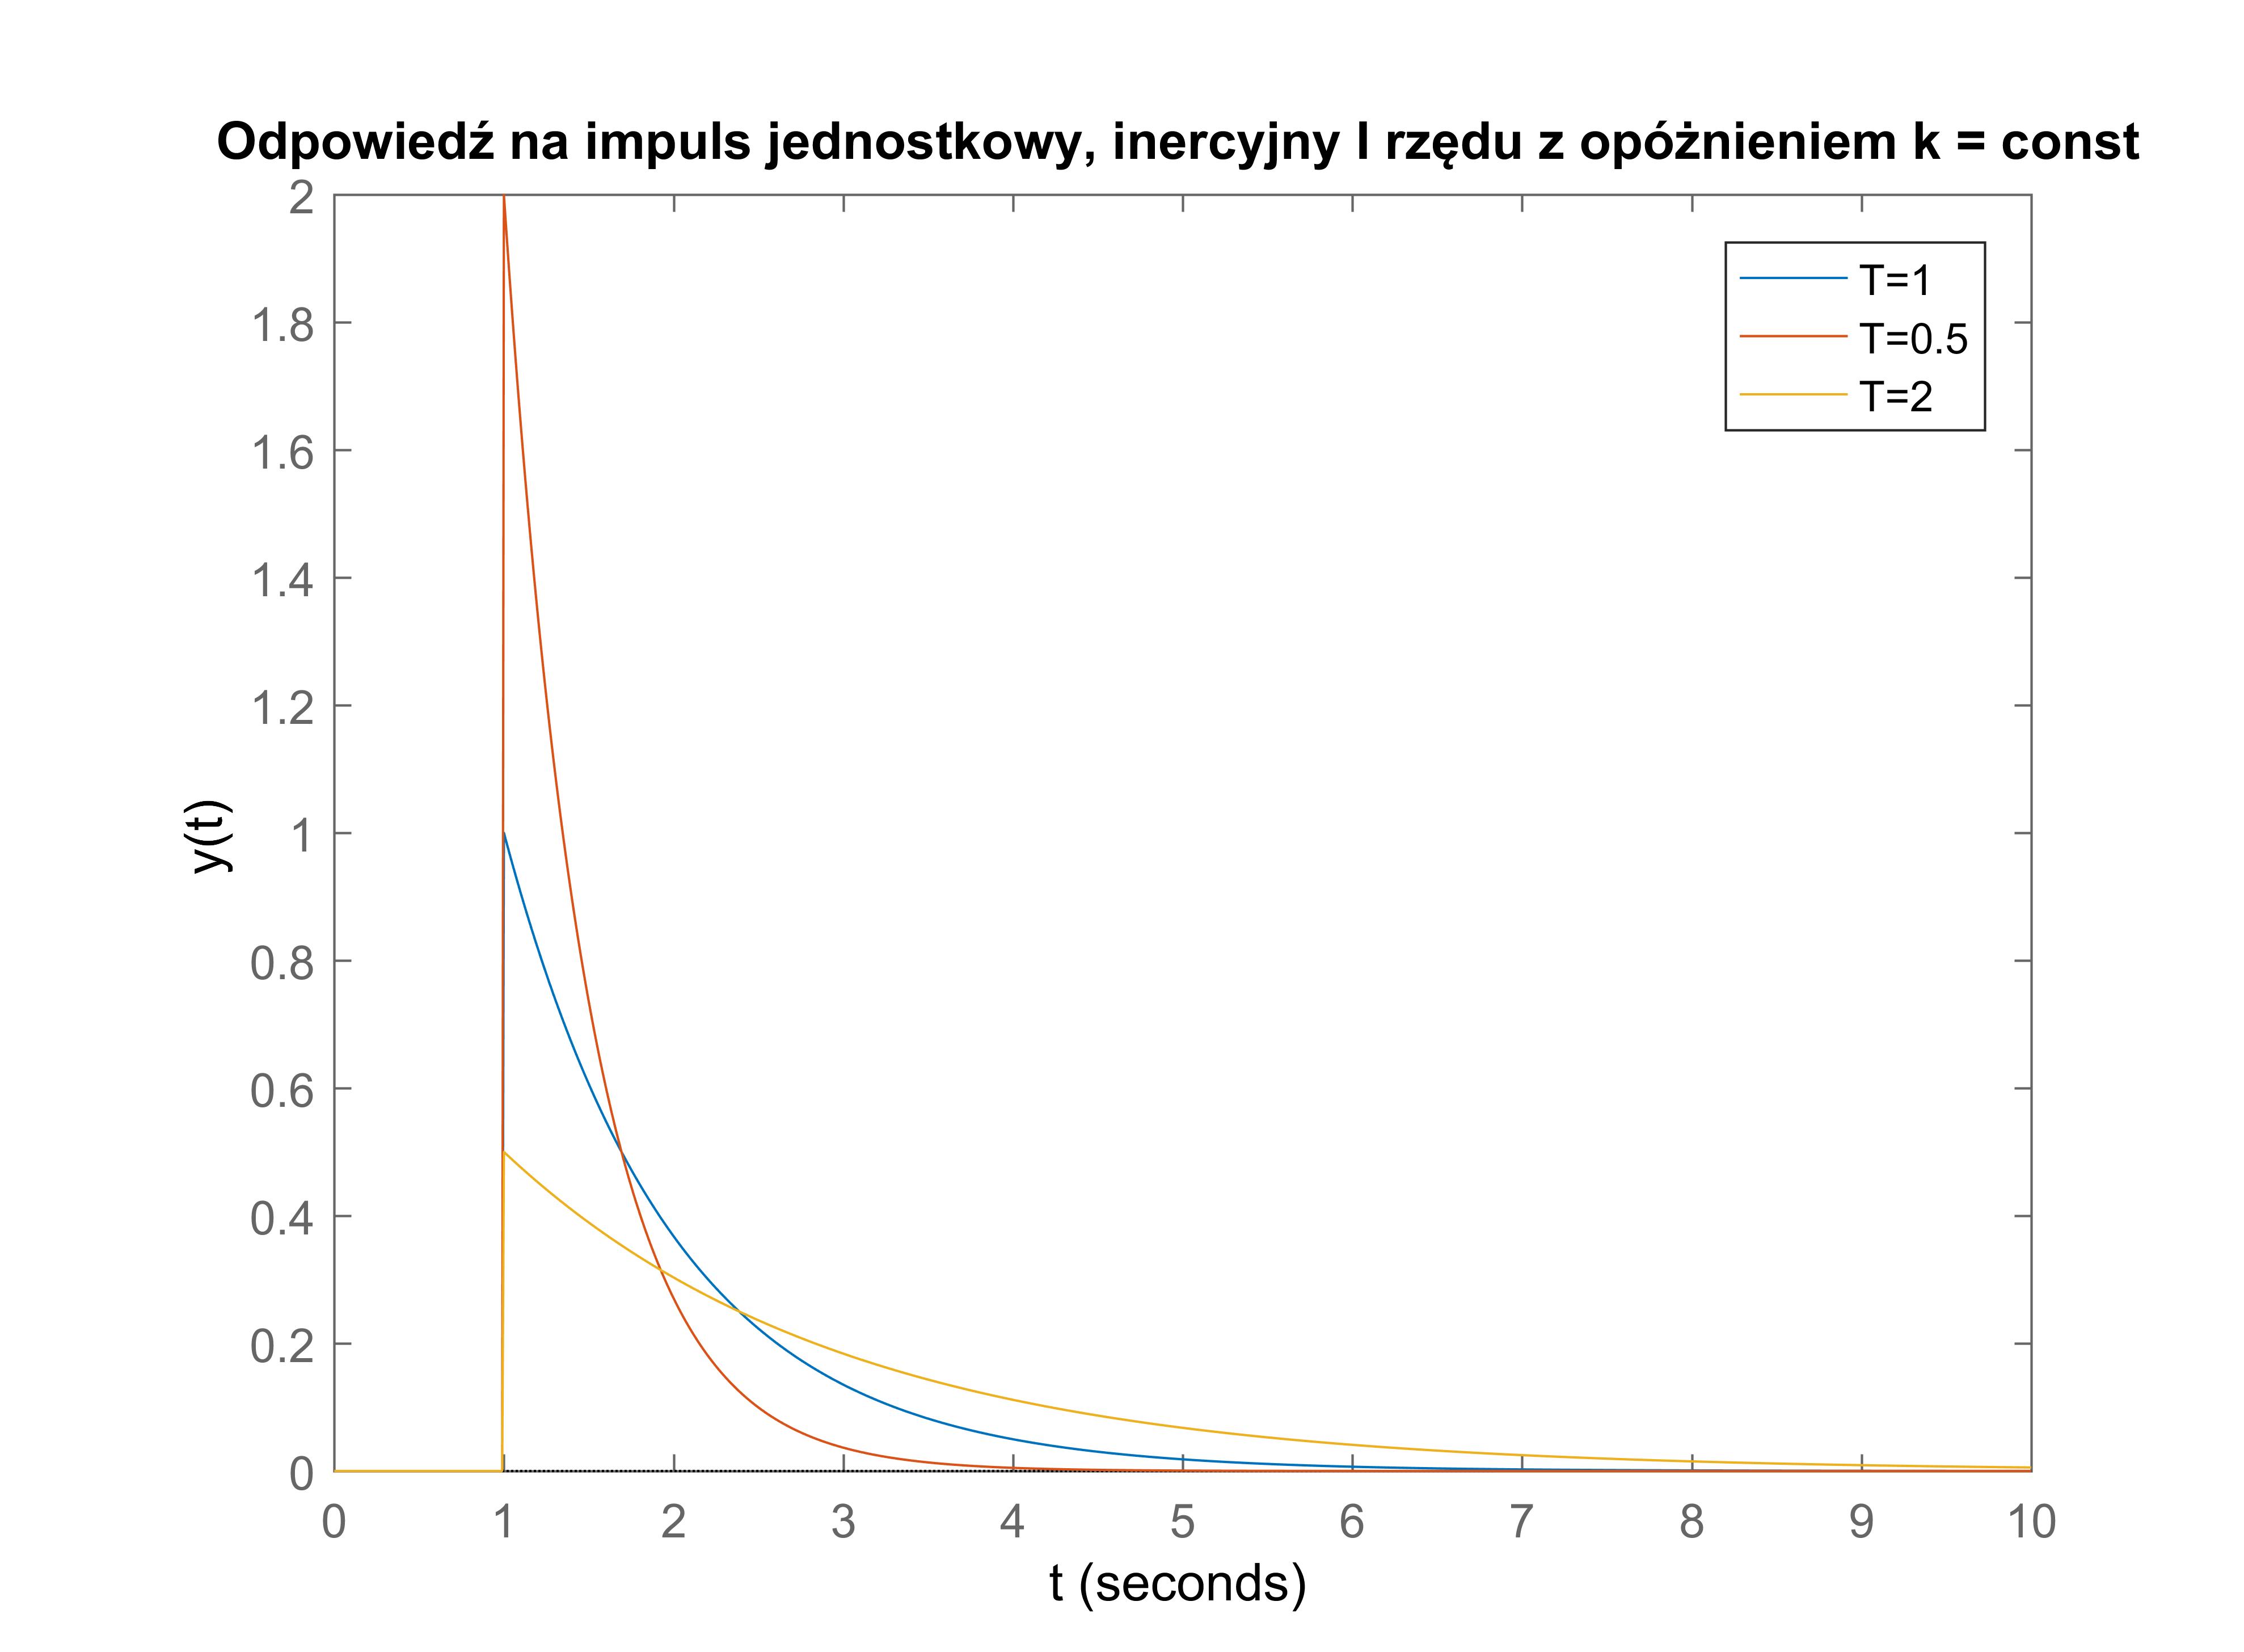 Odpowiedź na impuls jednostkowy, inercyjny I rzędu z opóżnieniem k = const
2
1.8
1.6
1.4
1.2
1
0.8
0.6
0.4
0.2
0
y(t)
T=1
T=0.5
T=2
0 1 2 3 4 5 6 7 8 9 10
t (seconds)